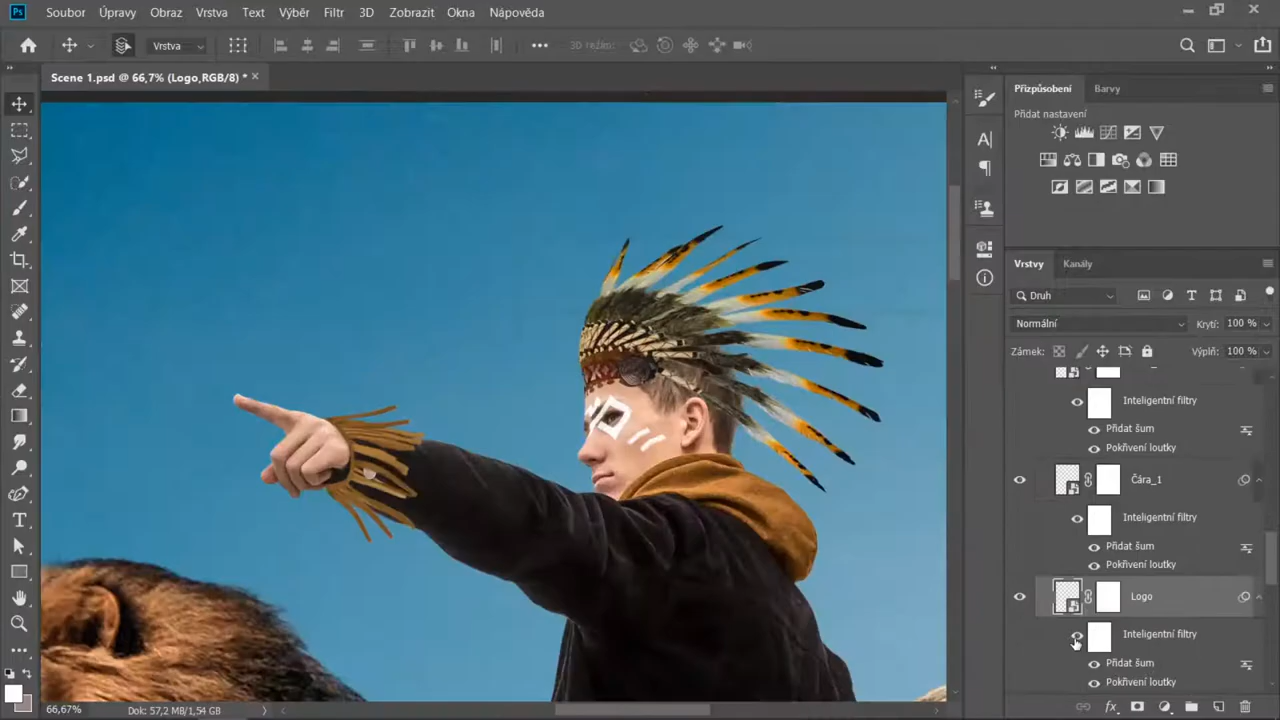 Ps Soubor Úpravy Obraz Vrstva Text Výběr Filtr 3D Zobrazit Okna Nápověda
Vrstva 3D režim:
Scene 1.psd @ 66,7% (Logo,RGB/8) *
Přizpůsobení Barvy
Přidat nastavení
Vrstvy Kanály
Druh
Normální Krytí: 100 %
Zámek: Výplň: 100 %
Inteligentní filtry
Přidat šum
Pokřivení loutky
Čára_1
Inteligentní filtry
Přidat šum
Pokřivení loutky
Logo
Inteligentní filtry
Přidat šum
Pokřivení loutky
66,67% Dok: 57,2 MB/1,54 GB